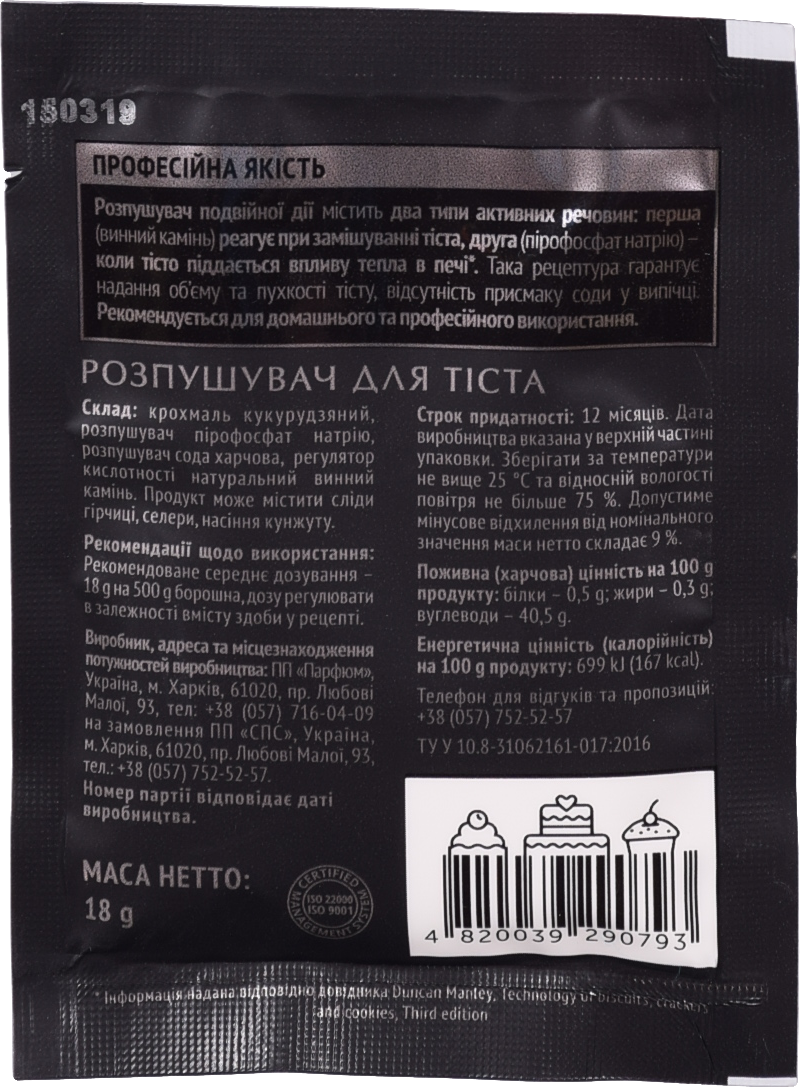 150319
ПРОФЕСІЙНА ЯКІСТЬ
Розпушувач подвійної дії містить два типи активних речовин: перша
(винний камінь) реагує при замішуванні тіста, друга (пірофосфат натрію) –
коли тісто піддається впливу тепла в печі*. Така рецептура гарантує
надання об'єму та пухкості тісту, відсутність присмаку соди у випічці.
Рекомендується для домашнього та професійного використання.
РОЗПУШУВАЧ ДЛЯ ТІСТА
Склад: крохмаль кукурудзяний,
розпушувач пірофосфат натрію,
розпушувач сода харчова, регулятор
кислотності натуральний винний
камінь. Продукт може містити сліди
гірчиці, селери, насіння кунжуту.
Рекомендації щодо використання:
Рекомендоване середнє дозування –
18 g на 500 g борошна, дозу регулювати
в залежності вмісту здоби у рецепті.
Виробник, адреса та місцезнаходження
потужностей виробництва: ПП «Парфюм»,
Україна, м. Харків, 61020, пр. Любові
Малої, 93, тел: +38 (057) 716-04-09
на замовлення ПП «СПС», Україна,
м. Харків, 61020, пр. Любові Малої, 93,
тел.: +38 (057) 752-52-57.
Номер партії відповідає даті
виробництва.
МАСА НЕТТО:
18 g
Строк придатності: 12 місяців. Дата
виробництва вказана у верхній частині
упаковки. Зберігати за температури
не вище 25 °С та відносній вологості
повітря не більше 75 %. Допустиме
мінусове відхилення від номінального
значення маси нетто складає 9 %.
Поживна (харчова) цінність на 100 g
продукту: білки – 0,5 g; жири – 0,3 g;
вуглеводи – 40,5 g.
Енергетична цінність (калорійність)
на 100 g продукту: 699 kJ (167 kcal).
Телефон для відгуків та пропозицій:
+38 (057) 752-52-57
ТУ У 10.8-31062161-017:2016
CERTIFIED
ISO 22000
ISO 9001
MANAGEMENT SYSTEM
4 820039 290793
* Інформація надана відповідно довідника Duncan Manley, Technology of biscuits, crackers
and cookies, Third edition